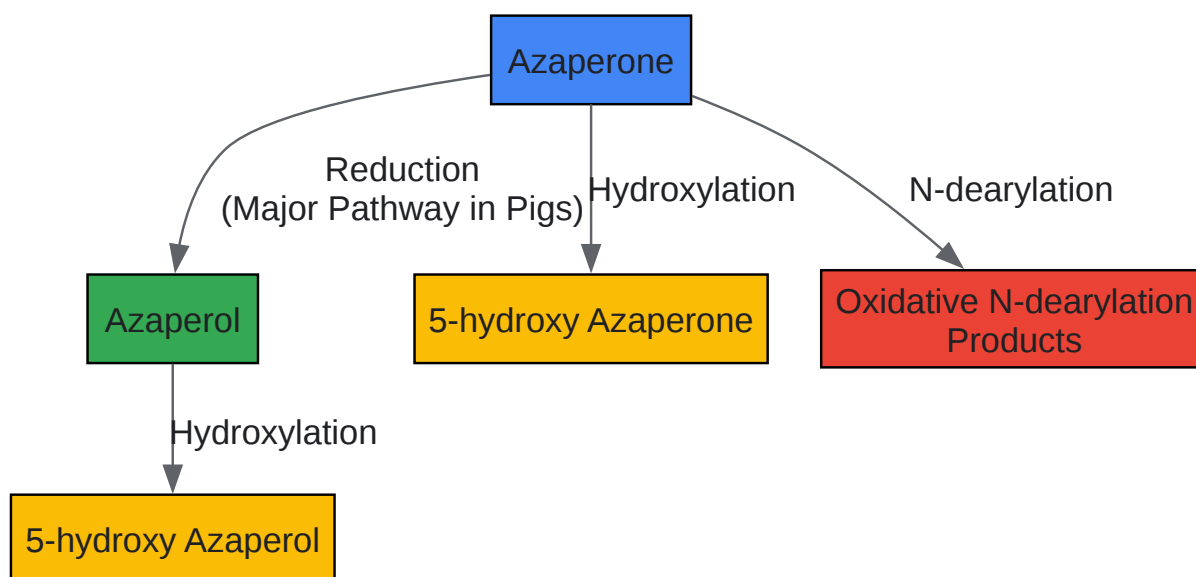 Azaperone
Reduction
(Major Pathway in Pigs)
Hydroxylation
N-dearylation
Azaperol
5-hydroxy Azaperone
Oxidative N-dearylation
Products
Hydroxylation
5-hydroxy Azaperol